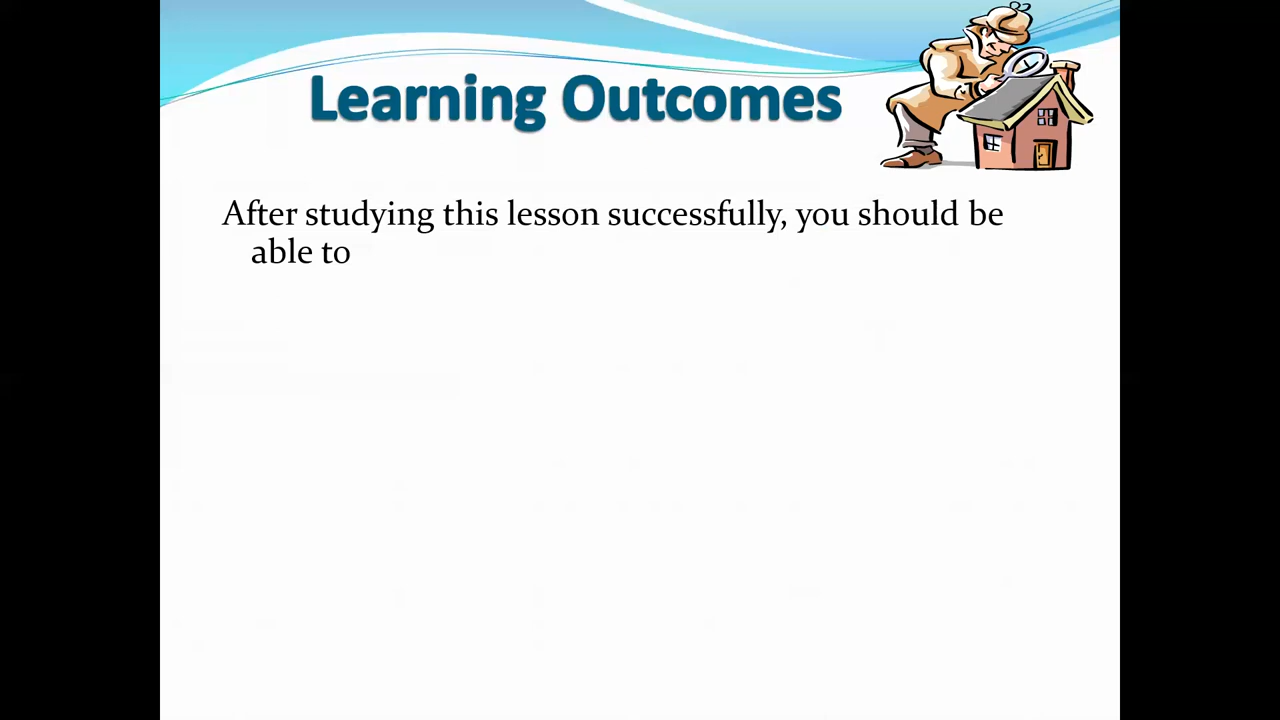 Learning Outcomes
After studying this lesson successfully, you should be
able to